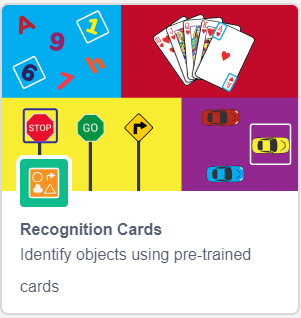 A 9 1
6 7 h
STOP GO
Recognition Cards
Identify objects using pre-trained
cards